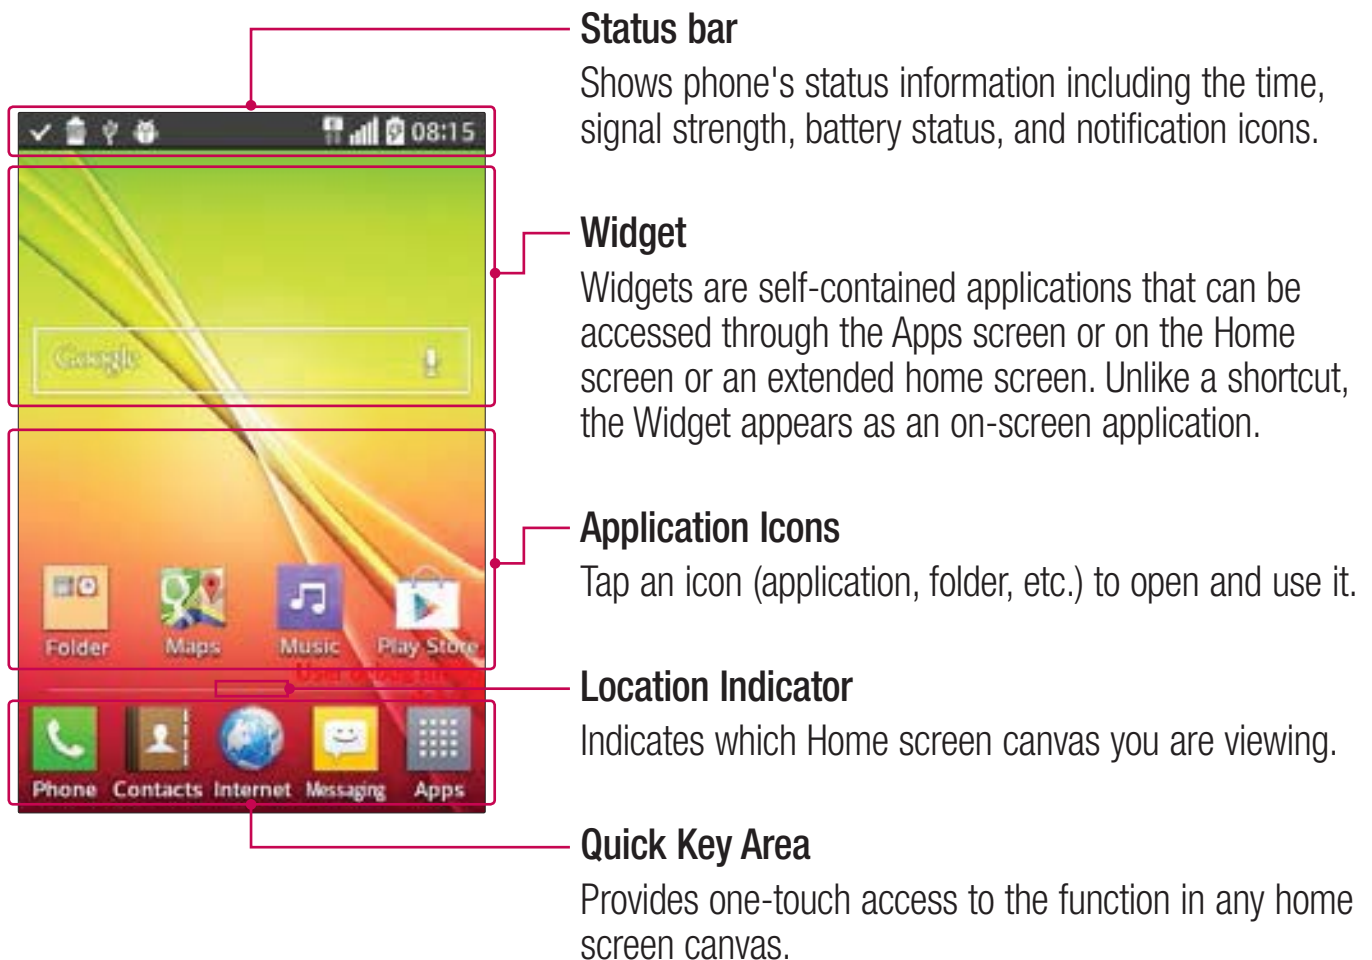 Status bar
Shows phone's status information including the time,
signal strength, battery status, and notification icons.
08:15
Widget
Widgets are self-contained applications that can be
accessed through the Apps screen or on the Home
screen or an extended home screen. Unlike a shortcut,
the Widget appears as an on-screen application.
Google
Application Icons
Tap an icon (application, folder, etc.) to open and use it.
Folder Maps Music Play Store
User debug
Location Indicator
Indicates which Home screen canvas you are viewing.
Phone Contacts Internet Messaging Apps
Quick Key Area
Provides one-touch access to the function in any home
screen canvas.